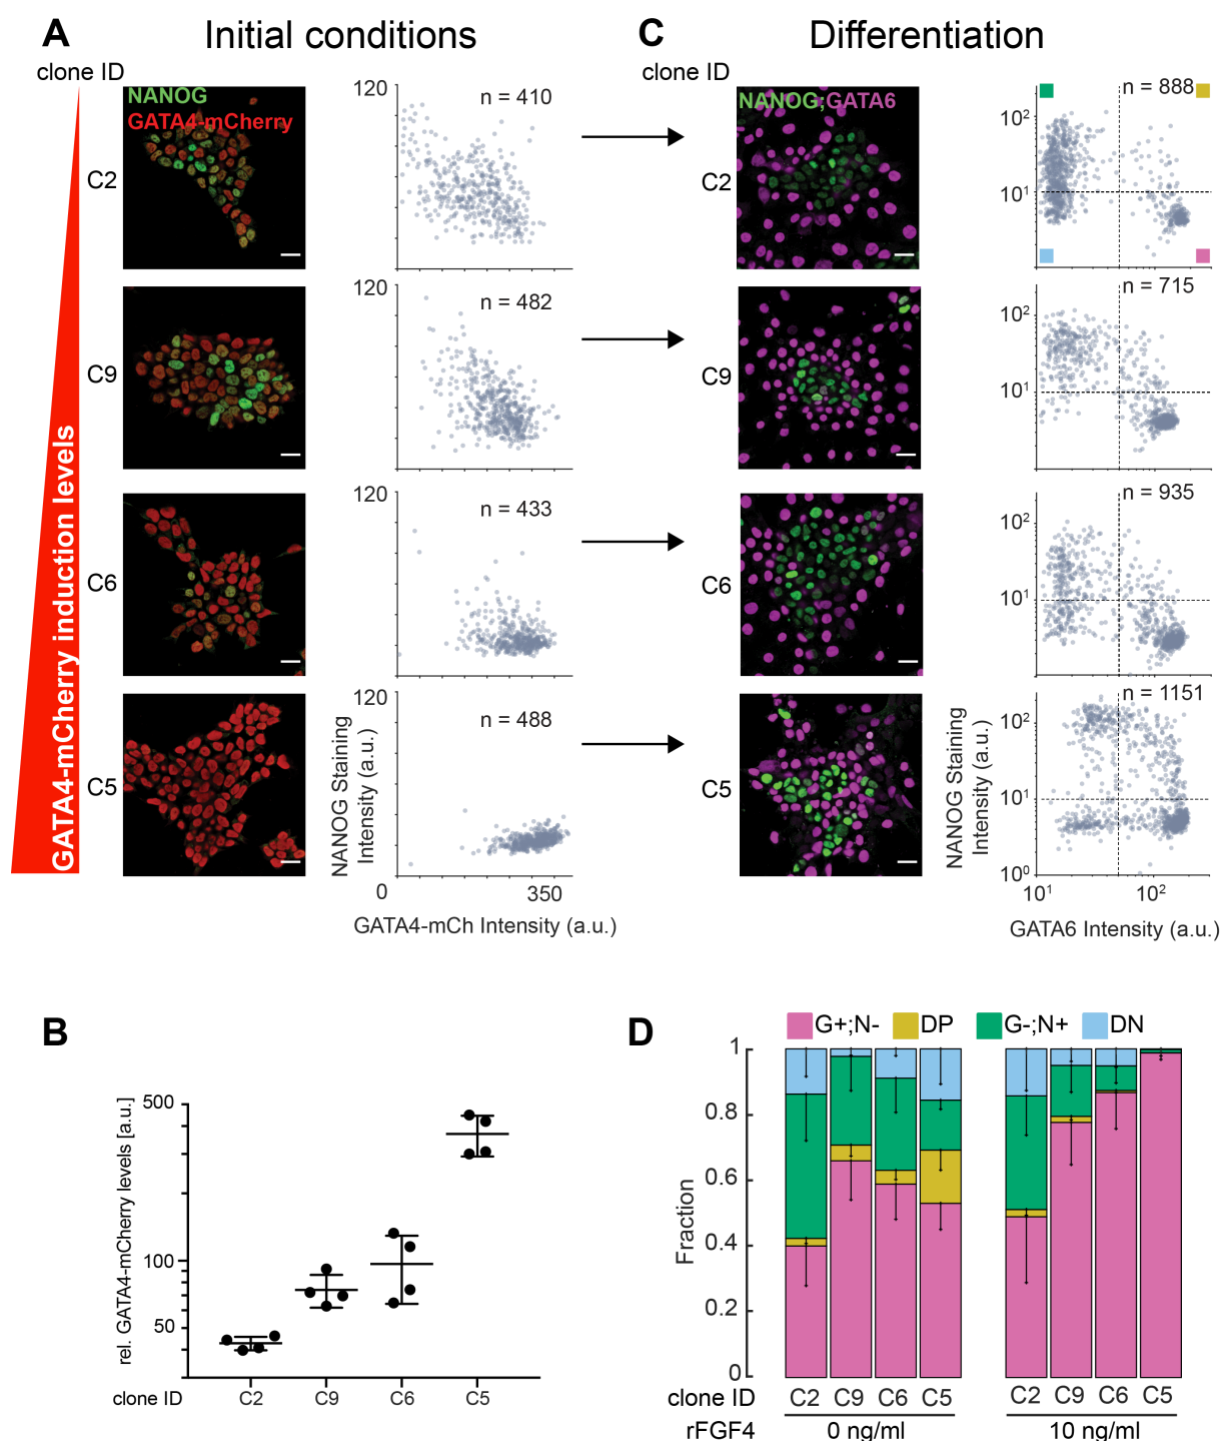 A Initial conditions
C Differentiation
clone ID
clone ID
GATA4-mCherry induction levels
NANOG
GATA4-mCherry
C2
120
n = 410
NANOG;GATA6
C2
n = 888
10²
10¹
C9
120
n = 482
C9
n = 715
10²
10¹
C6
120
n = 433
C6
n = 935
10²
10¹
C5
120
n = 488
NANOG Staining
Intensity (a.u.)
0
350
GATA4-mCh Intensity (a.u.)
C5
n = 1151
NANOG Staining
Intensity (a.u.)
10²
10¹
10⁰
10¹
10²
GATA6 Intensity (a.u.)
B
rel. GATA4-mCherry levels [a.u.]
500
100
50
clone ID C2 C9 C6 C5
D
G+;N- DP G-;N+ DN
Fraction
1
0.8
0.6
0.4
0.2
0
clone ID C2 C9 C6 C5 C2 C9 C6 C5
rFGF4 0 ng/ml 10 ng/ml